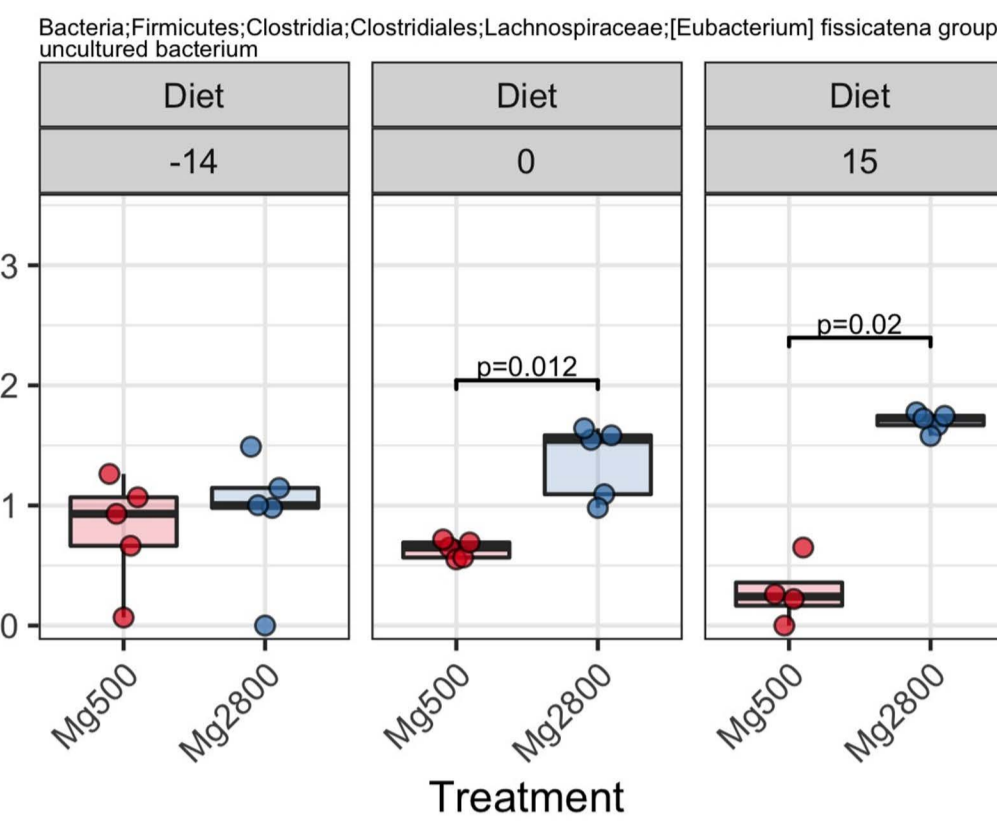 Bacteria;Firmicutes;Clostridia;Clostridiales;Lachnospiraceae;[Eubacterium] fissicatena group
uncultured bacterium
Diet Diet Diet
-14 0 15
3
p=0.02
2
p=0.012
1
0
Mg500 Mg2800 Mg500 Mg2800 Mg500 Mg2800
Treatment